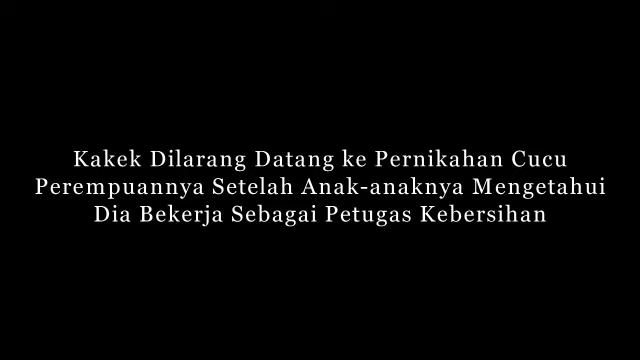 Kakek Dilarang Datang ke Pernikahan Cucu
Perempuannya Setelah Anak-anaknya Mengetahui
Dia Bekerja Sebagai Petugas Kebersihan